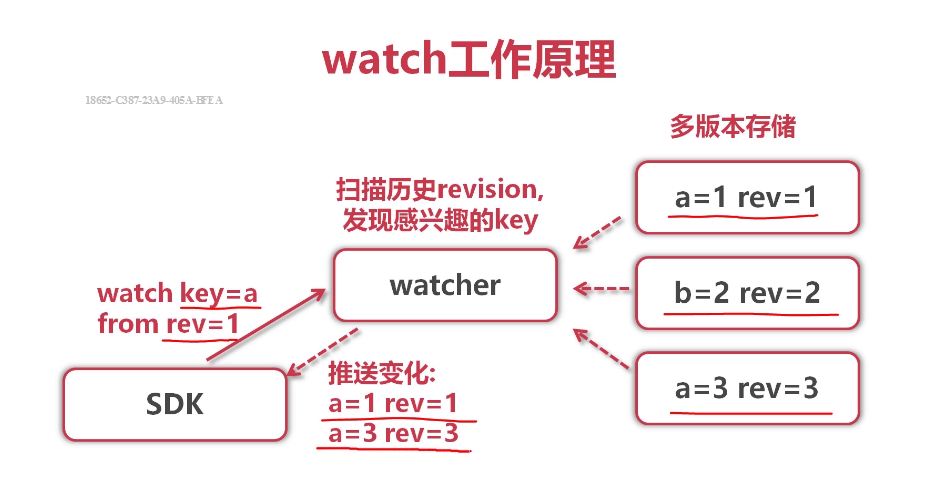 watch工作原理
18652-C387-23A9-405A-BFEA
多版本存储
a=1 rev=1
扫描历史revision,
发现感兴趣的key
watcher
b=2 rev=2
watch key=a
from rev=1
a=3 rev=3
SDK
推送变化:
a=1 rev=1
a=3 rev=3